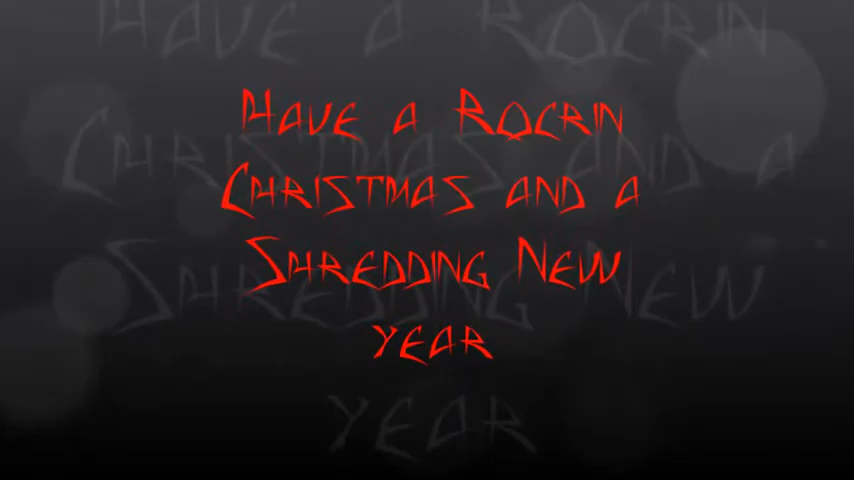 Have a Rockin
Christmas and a
Shredding New
year